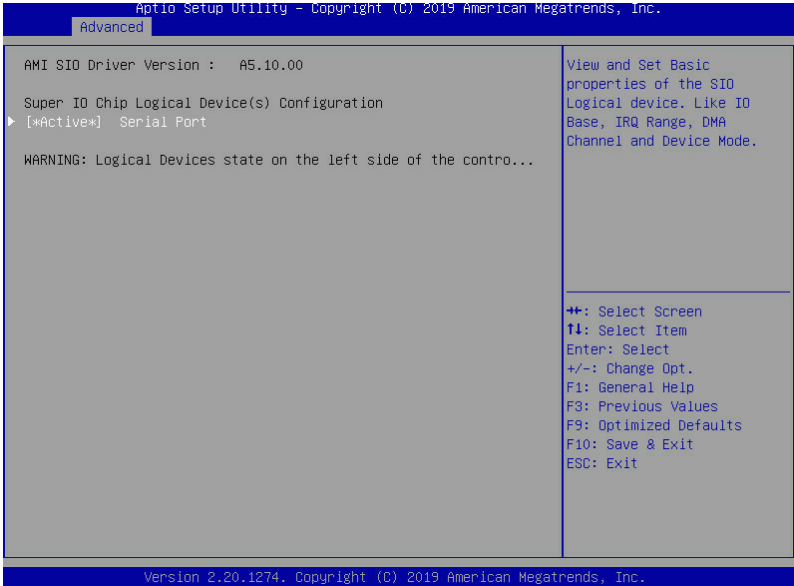 Aptio Setup Utility – Copyright (C) 2019 American Megatrends, Inc.
Advanced
AMI SIO Driver Version : A5.10.00
Super IO Chip Logical Device(s) Configuration
[*Active*] Serial Port
WARNING: Logical Devices state on the left side of the contro...
View and Set Basic
properties of the SIO
Logical device. Like IO
Base, IRQ Range, DMA
Channel and Device Mode.
→←: Select Screen
↑↓: Select Item
Enter: Select
+/-: Change Opt.
F1: General Help
F3: Previous Values
F9: Optimized Defaults
F10: Save & Exit
ESC: Exit
Version 2.20.1274. Copyright (C) 2019 American Megatrends, Inc.